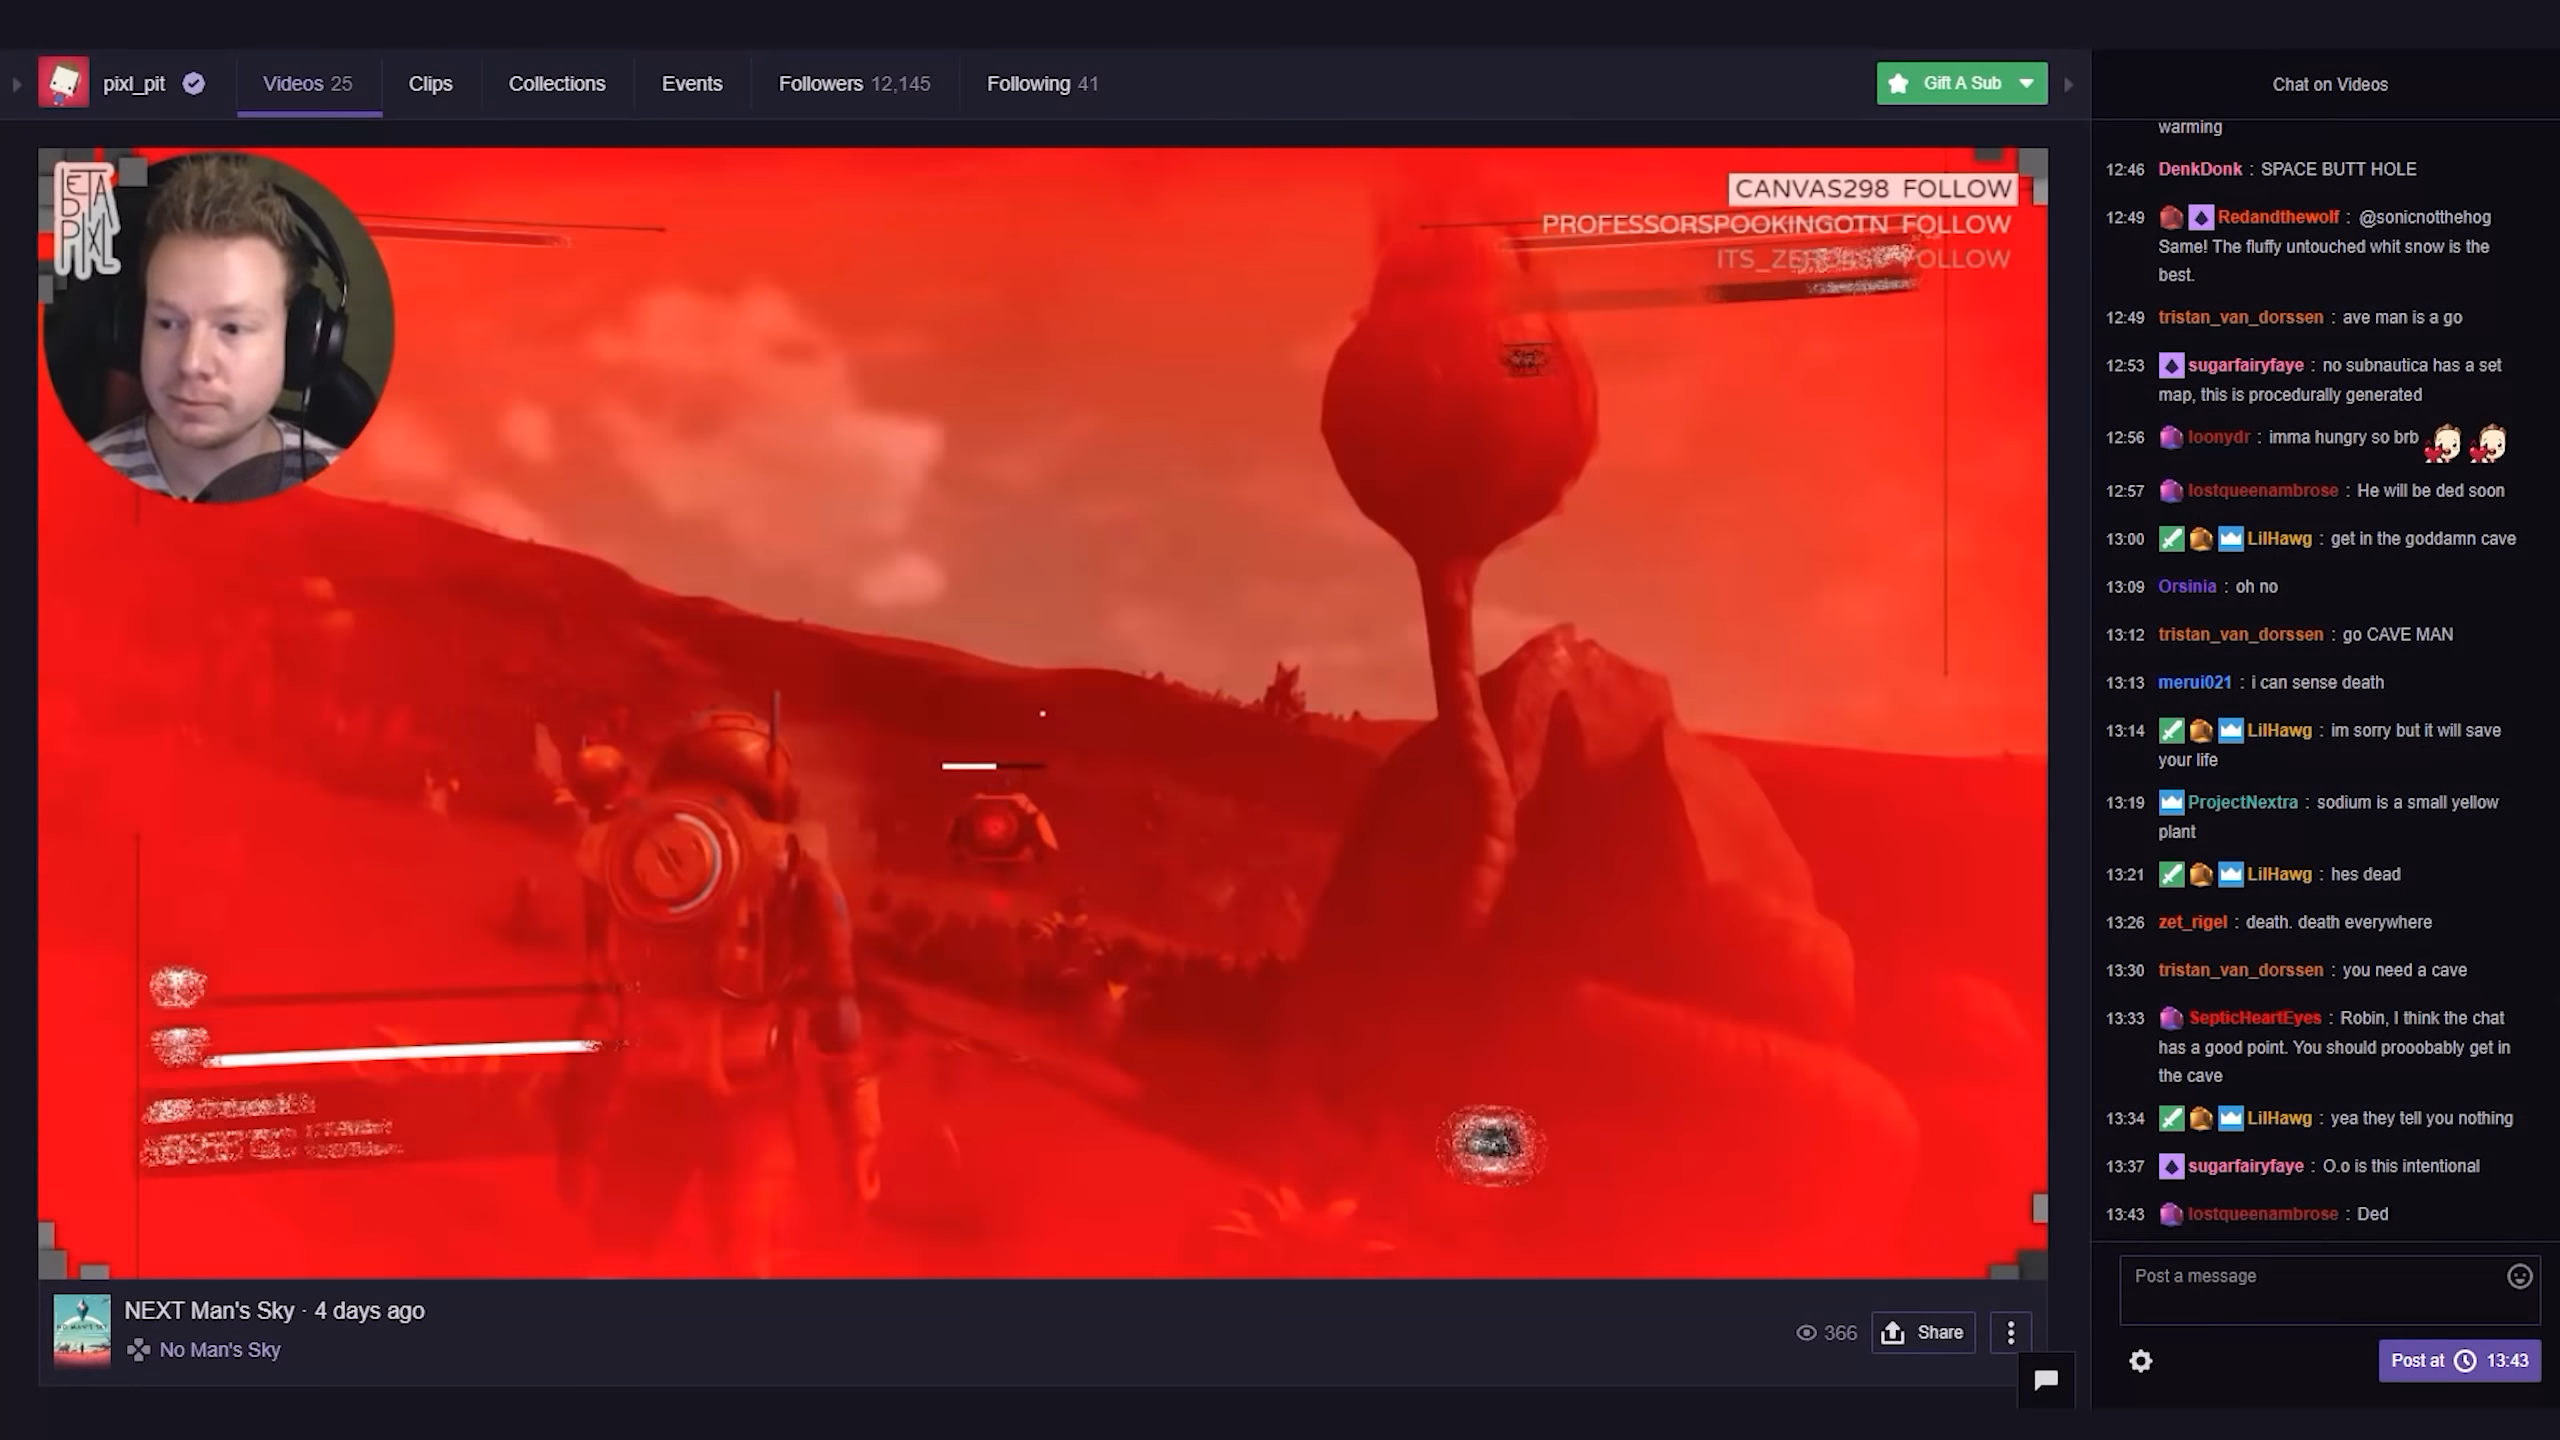 pixl_pit
Videos 25
Clips
Collections
Events
Followers 12,145
Following 41
Gift A Sub
Chat on Videos
CANVAS298 FOLLOW
PROFESSORSPOOKINGOTN FOLLOW
FOLLOW
warming
12:46 DenkDonk : SPACE BUTT HOLE
12:49 Redandthewolf : @sonicnotthehog
Same! The fluffy untouched whit snow is the
best.
12:49 tristan_van_dorssen : ave man is a go
12:53 sugarfairyfaye : no subnautica has a set
map, this is procedurally generated
12:56 loonydr : imma hungry so brb
12:57 lostqueenambrose : He will be ded soon
13:00 LilHawg : get in the goddamn cave
13:09 Orsinia : oh no
13:12 tristan_van_dorssen : go CAVE MAN
13:13 merui021 : i can sense death
13:14 LilHawg : im sorry but it will save
your life
13:19 ProjectNextra : sodium is a small yellow
plant
13:21 LilHawg : hes dead
13:26 zet_rigel : death. death everywhere
13:30 tristan_van_dorssen : you need a cave
13:33 SepticHeartEyes : Robin, I think the chat
has a good point. You should prooobably get in
the cave
13:34 LilHawg : yea they tell you nothing
13:37 sugarfairyfaye : O.o is this intentional
13:43 lostqueenambrose : Ded
Post a message
Post at 13:43
NEXT Man's Sky · 4 days ago
No Man's Sky
366
Share